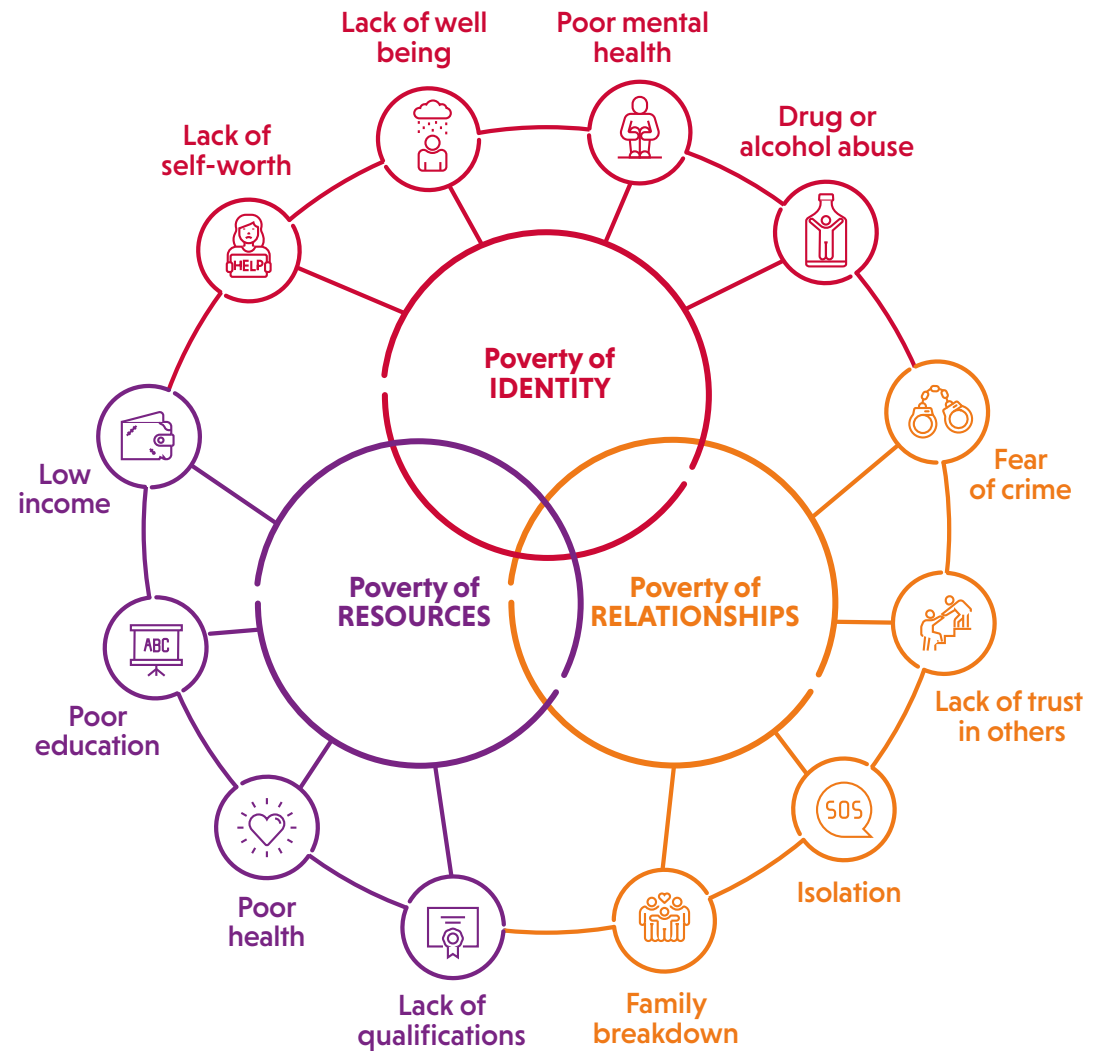 Lack of well
being
Poor mental
health
Drug or
alcohol abuse
Lack of
self-worth
HELP
Poverty of
IDENTITY
Fear
of crime
Low
income
Poverty of
RESOURCES
Poverty of
RELATIONSHIPS
ABC
Lack of trust
in others
Poor
education
SOS
Isolation
Poor
health
Family
breakdown
Lack of
qualifications